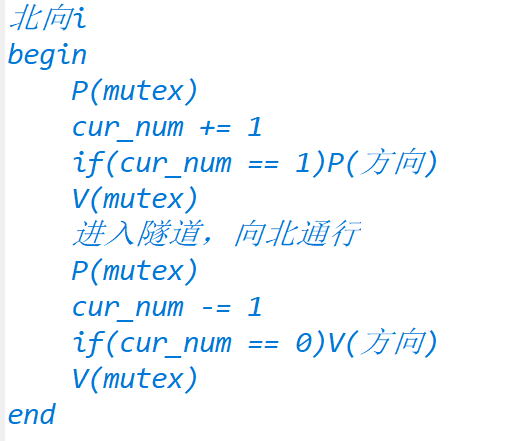 北向i
begin
P(mutex)
cur_num += 1
if(cur_num == 1)P(方向)
V(mutex)
进入隧道，向北通行
P(mutex)
cur_num -= 1
if(cur_num == 0)V(方向)
V(mutex)
end